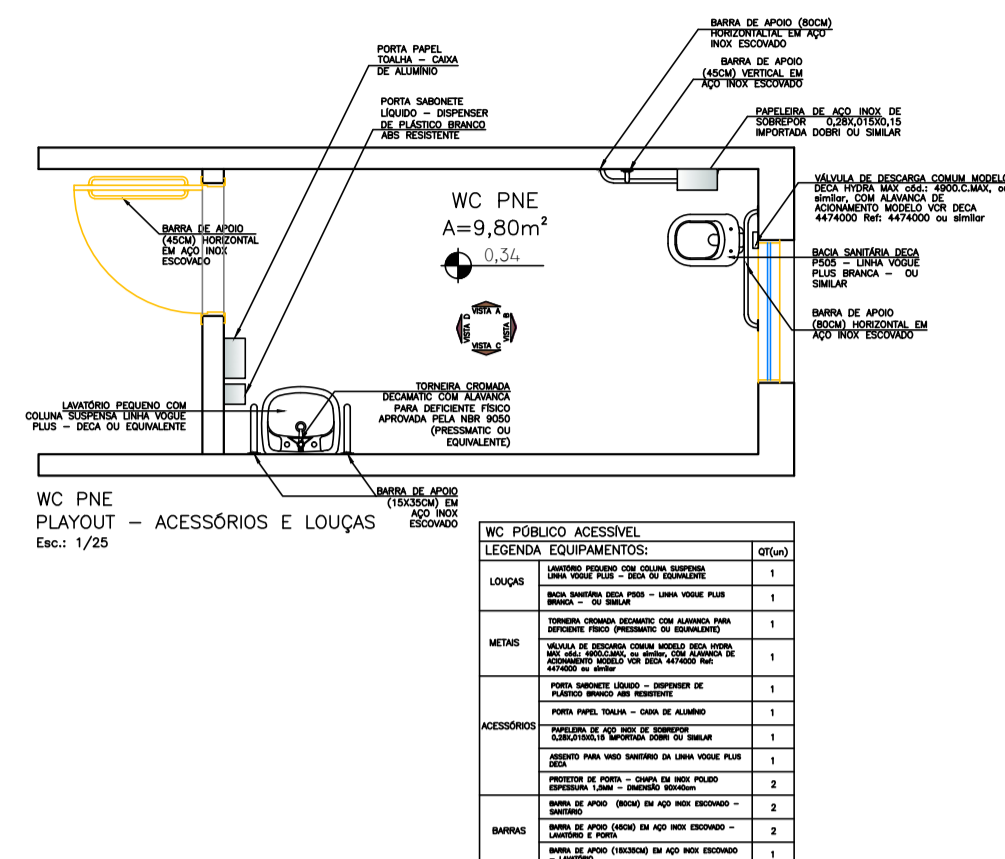 BARRA DE APOIO (80CM)
HORIZONTALTAL EM AÇO
INOX ESCOVADO
PORTA PAPEL
TOALHA – CAIXA
DE ALUMÍNIO
BARRA DE APOIO
(45CM) VERTICAL EM
AÇO INOX ESCOVADO
PORTA SABONETE
LÍQUIDO – DISPENSER
DE PLÁSTICO BRANCO
ABS RESISTENTE
PAPELEIRA DE AÇO INOX DE
SOBREPOR 0,28X,015X0,15
IMPORTADA DOBRI OU SIMILAR
VÁLVULA DE DESCARGA COMUM MODELO
DECA HYDRA MAX cód.: 4900.C.MAX, ou
similar, COM ALAVANCA DE
ACIONAMENTO MODELO VCR DECA
4474000 Ref: 4474000 ou similar
WC PNE
A=9,80m²
0,34
BARRA DE APOIO
(45CM) HORIZONTAL
EM AÇO INOX
ESCOVADO
BACIA SANITÁRIA DECA
P505 – LINHA VOGUE
PLUS BRANCA – OU
SIMILAR
VISTA A
VISTA B
VISTA C
VISTA D
BARRA DE APOIO
(80CM) HORIZONTAL EM
AÇO INOX ESCOVADO
LAVATÓRIO PEQUENO COM
COLUNA SUSPENSA LINHA VOGUE
PLUS – DECA OU EQUIVALENTE
TORNEIRA CROMADA
DECAMATIC COM ALAVANCA
PARA DEFICIENTE FÍSICO
APROVADA PELA NBR 9050
(PRESSMATIC OU
EQUIVALENTE)
BARRA DE APOIO
(15X35CM) EM
AÇO INOX
ESCOVADO
WC PNE
PLAYOUT – ACESSÓRIOS E LOUÇAS
Esc.: 1/25
WC PÚBLICO ACESSÍVEL
LEGENDA EQUIPAMENTOS: QT(un)
LOUÇAS
LAVATÓRIO PEQUENO COM COLUNA SUSPENSA
LINHA VOGUE PLUS – DECA OU EQUIVALENTE 1
BACIA SANITÁRIA DECA P505 – LINHA VOGUE PLUS
BRANCA – OU SIMILAR 1
METAIS
TORNEIRA CROMADA DECAMATIC COM ALAVANCA PARA
DEFICIENTE FÍSICO (PRESSMATIC OU EQUIVALENTE) 1
VÁLVULA DE DESCARGA COMUM MODELO DECA HYDRA
MAX cód.: 4900.C.MAX, ou similar, COM ALAVANCA DE
ACIONAMENTO MODELO VCR DECA 4474000 Ref:
4474000 ou similar 1
ACESSÓRIOS
PORTA SABONETE LÍQUIDO – DISPENSER DE
PLÁSTICO BRANCO ABS RESISTENTE 1
PORTA PAPEL TOALHA – CAIXA DE ALUMÍNIO 1
PAPELEIRA DE AÇO INOX DE SOBREPOR
0,28X,015X0,15 IMPORTADA DOBRI OU SIMILAR 1
ASSENTO PARA VASO SANITÁRIO DA LINHA VOGUE PLUS
DECA 1
PROTETOR DE PORTA – CHAPA EM INOX POLIDO
ESPESSURA 1,5MM – DIMENSÃO 90X40cm 2
BARRAS
BARRA DE APOIO (80CM) EM AÇO INOX ESCOVADO –
SANITÁRIO 2
BARRA DE APOIO (45CM) EM AÇO INOX ESCOVADO –
LAVATÓRIO E PORTA 2
BARRA DE APOIO (15X35CM) EM AÇO INOX ESCOVADO
– LAVATÓRIO 1